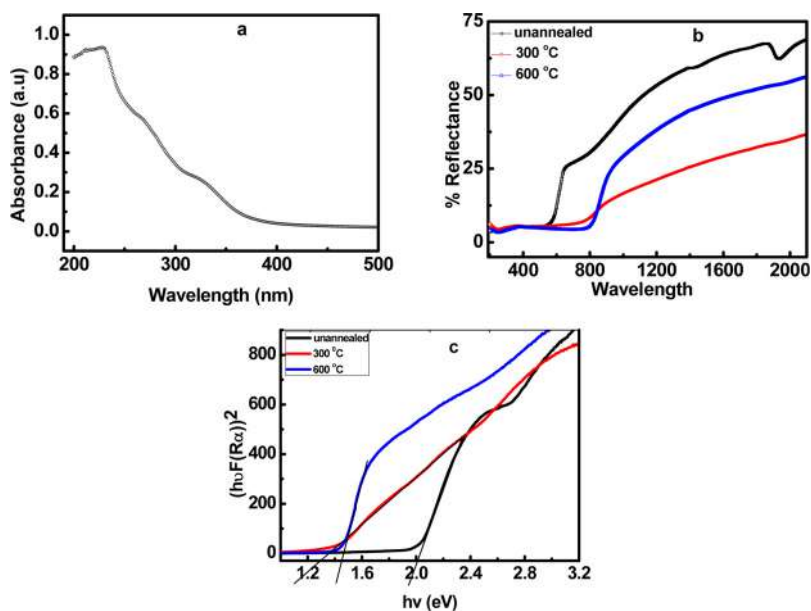 a
Absorbance (a.u)
1.0
0.8
0.6
0.4
0.2
0.0
200 300 400 500
Wavelength (nm)
b
unannealed
300 °C
600 °C
% Reflectance
75
50
25
0
400 800 1200 1600 2000
Wavelength
c
unannealed
300 °C
600 °C
(hυF(Rα))²
800
600
400
200
0
1.2 1.6 2.0 2.4 2.8 3.2
hv (eV)